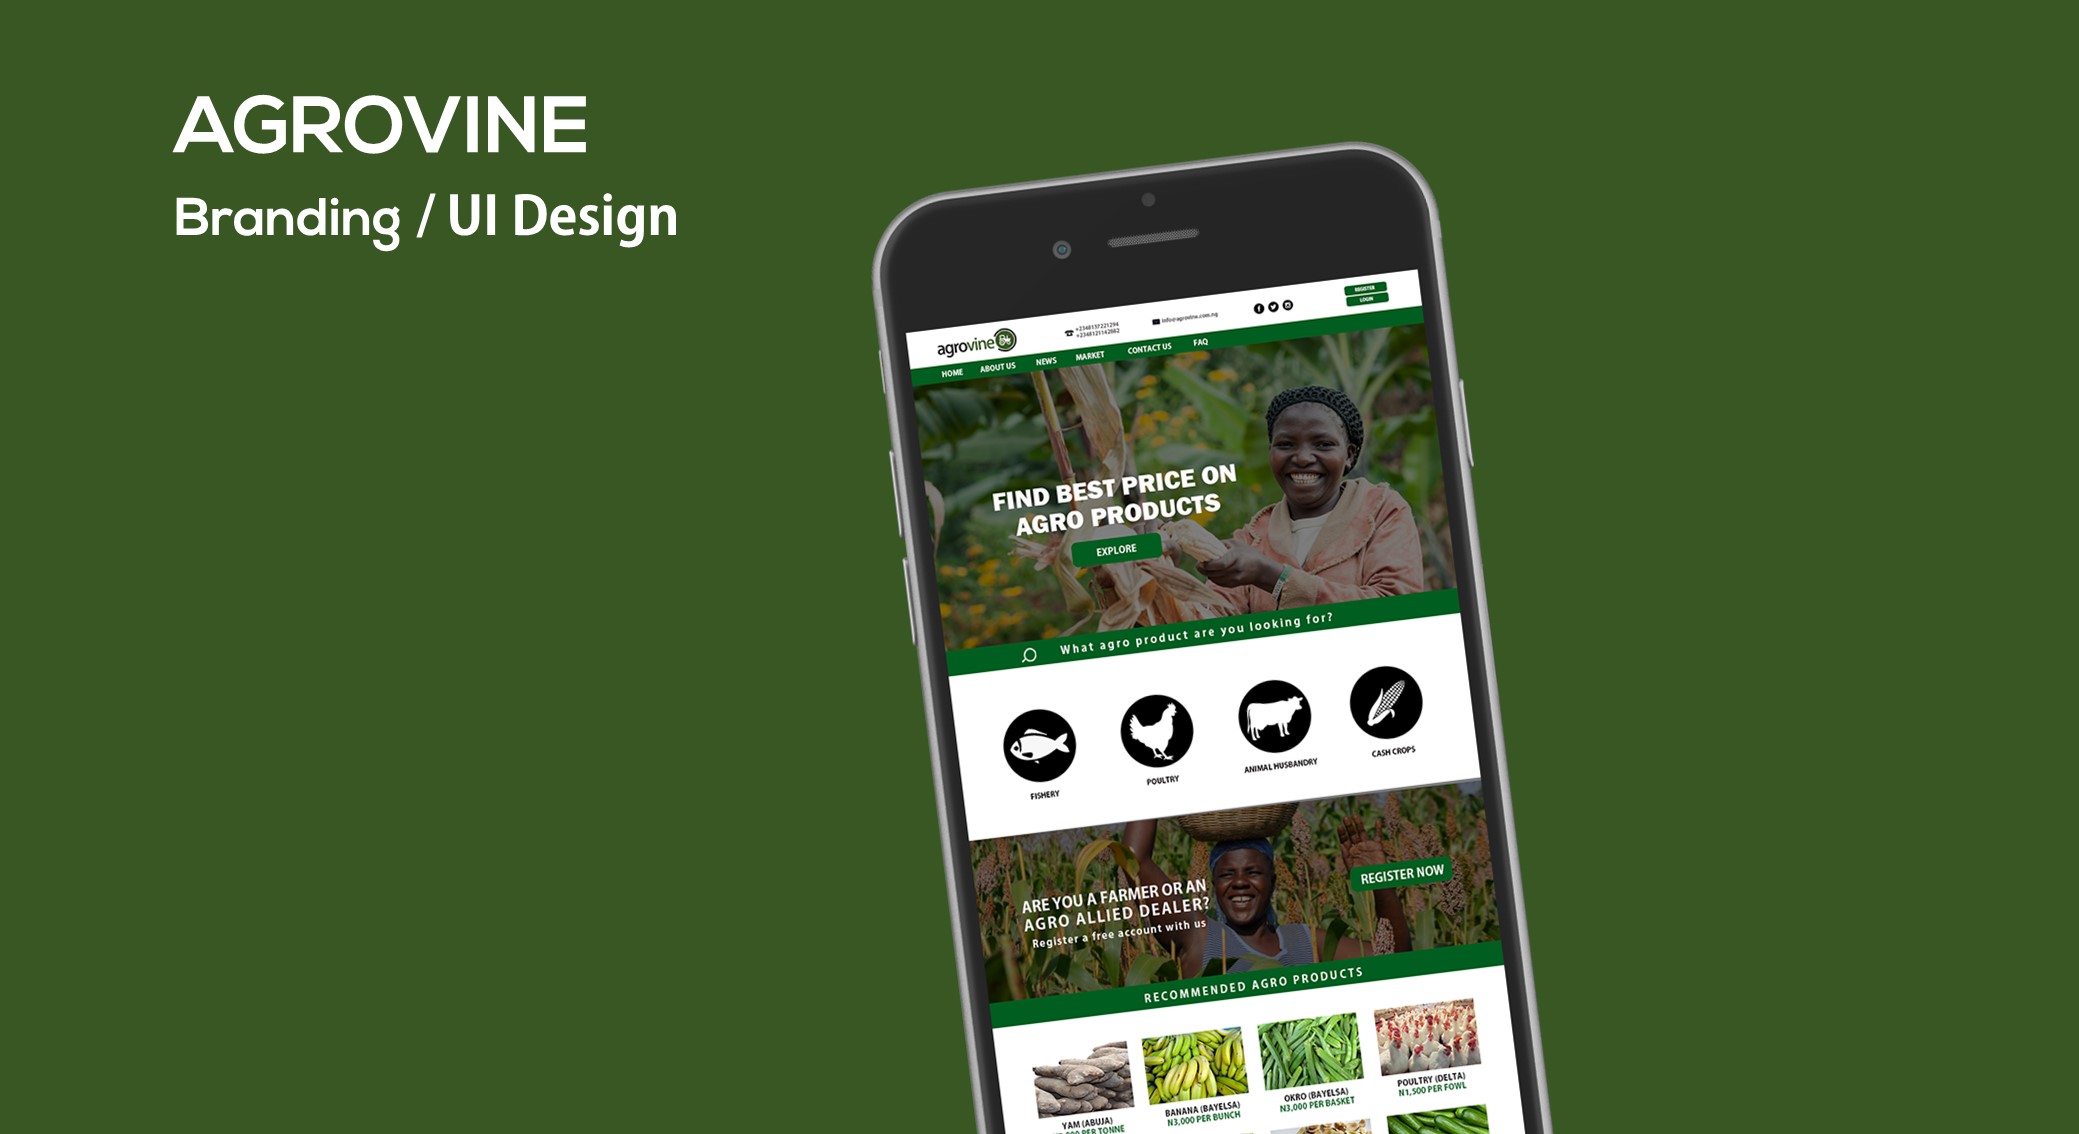 AGROVINE
Branding / UI Design
REGISTER
LOGIN
agrovine
+2348137221294
+2348121142882
info@agrovine.com.ng
HOME ABOUT US NEWS MARKET CONTACT US FAQ
FIND BEST PRICE ON
AGRO PRODUCTS
EXPLORE
What agro product are you looking for?
FISHERY POULTRY ANIMAL HUSBANDRY CASH CROPS
ARE YOU A FARMER OR AN
AGRO ALLIED DEALER?
Register a free account with us
REGISTER NOW
RECOMMENDED AGRO PRODUCTS
YAM (ABUJA)
PER TONNE
BANANA (BAYELSA)
N3,000 PER BUNCH
OKRO (BAYELSA)
N3,000 PER BASKET
POULTRY (DELTA)
N1,500 PER FOWL